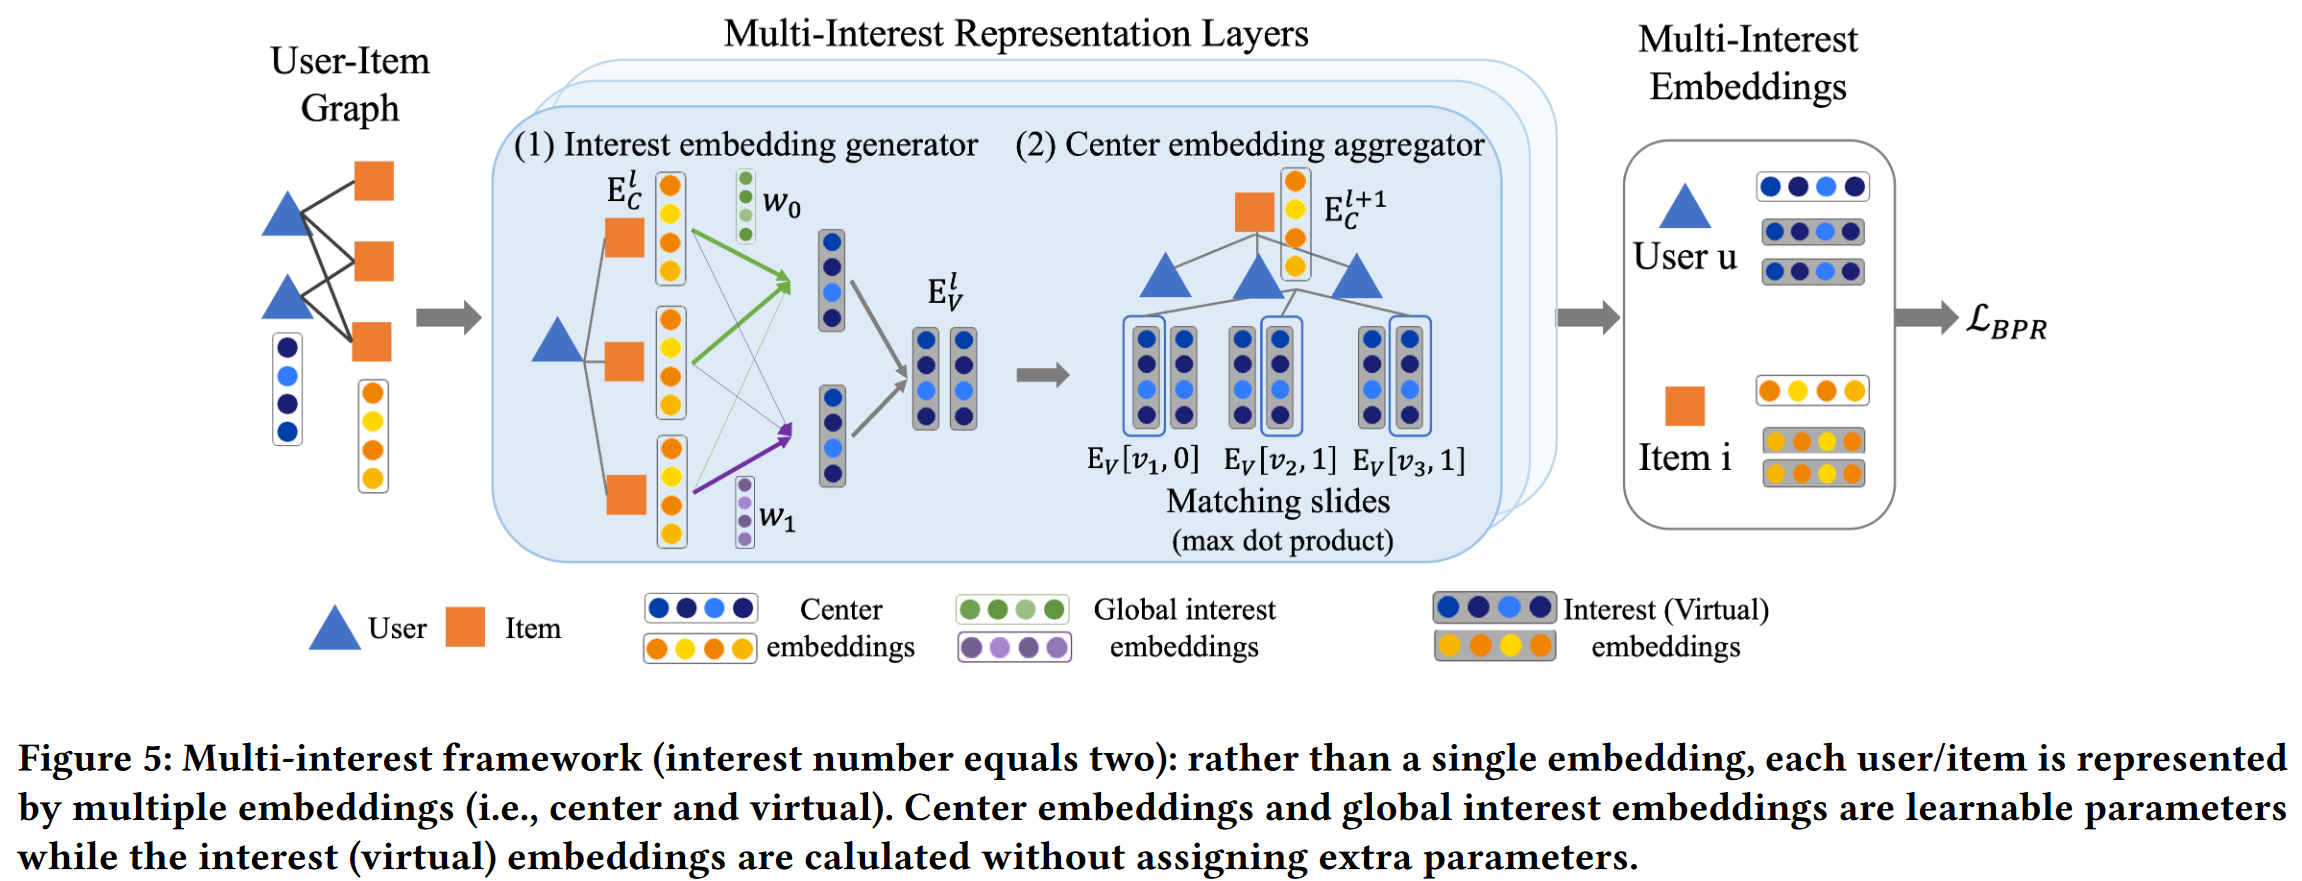 User-Item
Graph
Multi-Interest Representation Layers
(1) Interest embedding generator
E_C^l
w_0
w_1
E_V^l
(2) Center embedding aggregator
E_C^{l+1}
E_V[v_1, 0] E_V[v_2, 1] E_V[v_3, 1]
Matching slides
(max dot product)
Multi-Interest
Embeddings
User u
Item i
ℒ_{BPR}
User
Item
Center
embeddings
Global interest
embeddings
Interest (Virtual)
embeddings
Figure 5: Multi-interest framework (interest number equals two): rather than a single embedding, each user/item is represented
by multiple embeddings (i.e., center and virtual). Center embeddings and global interest embeddings are learnable parameters
while the interest (virtual) embeddings are calulated without assigning extra parameters.